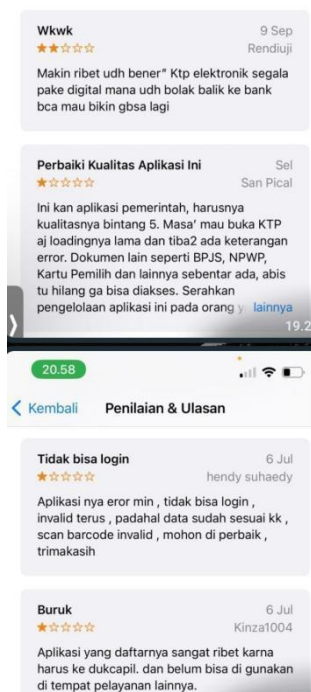 Wkwk 9 Sep
Rendiuji
Makin ribet udh bener" Ktp elektronik segala
pake digital mana udh bolak balik ke bank
bca mau bikin gbsa lagi
Perbaiki Kualitas Aplikasi Ini Sel
San Pical
Ini kan aplikasi pemerintah, harusnya
kualitasnya bintang 5. Masa' mau buka KTP
aj loadingnya lama dan tiba2 ada keterangan
error. Dokumen lain seperti BPJS, NPWP,
Kartu Pemilih dan lainnya sebentar ada, abis
tu hilang ga bisa diakses. Serahkan
pengelolaan aplikasi ini pada orang lainnya
19.2
20.58
Kembali Penilaian & Ulasan
Tidak bisa login 6 Jul
hendy suhaedy
Aplikasi nya eror min , tidak bisa login ,
invalid terus , padahal data sudah sesuai kk ,
scan barcode invalid , mohon di perbaik ,
trimakasih
Buruk 6 Jul
Kinza1004
Aplikasi yang daftarnya sangat ribet karna
harus ke dukcapil. dan belum bisa di gunakan
di tempat pelayanan lainnya.